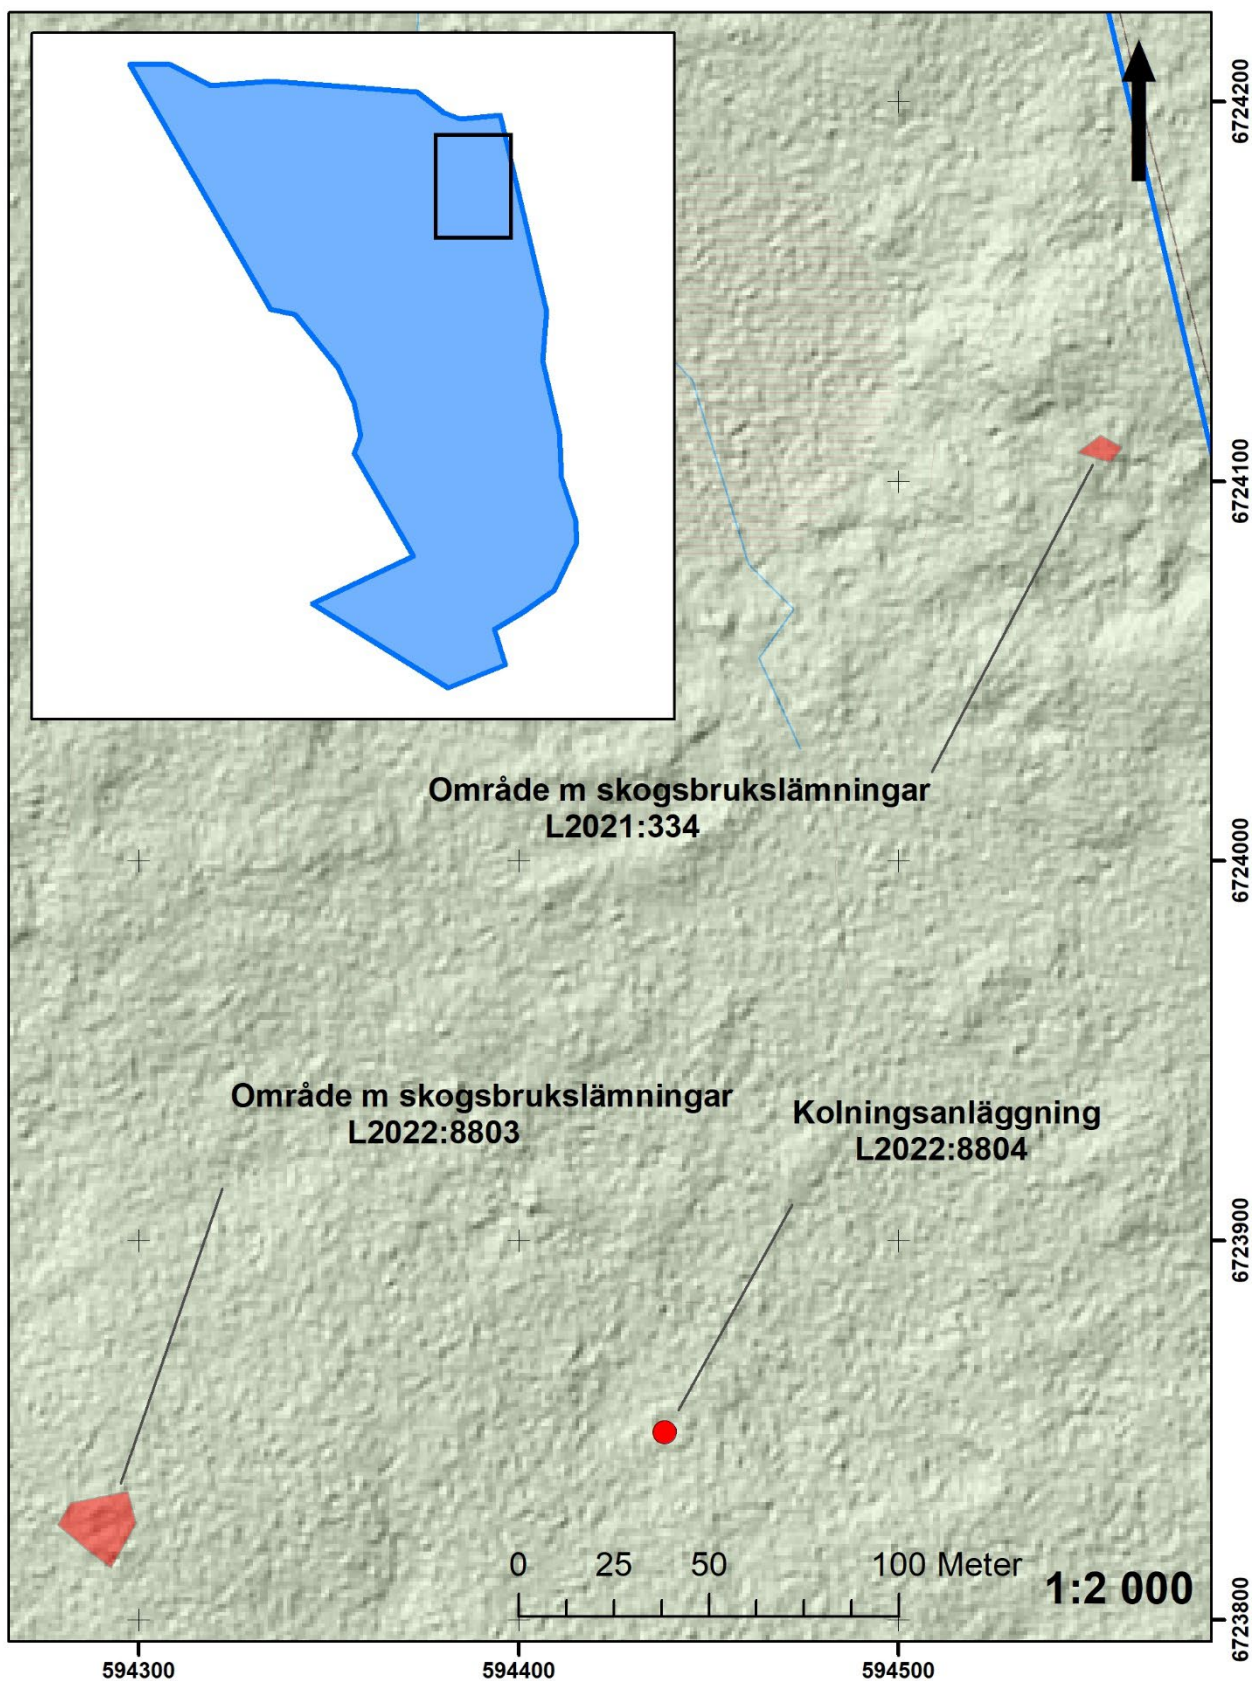 6724200
6724100
Område m skogsbrukslämningar
L2021:334
6724000
Område m skogsbrukslämningar
L2022:8803
Kolningsanläggning
L2022:8804
6723900
0 25 50 100 Meter
1:2 000
6723800
594300 594400 594500